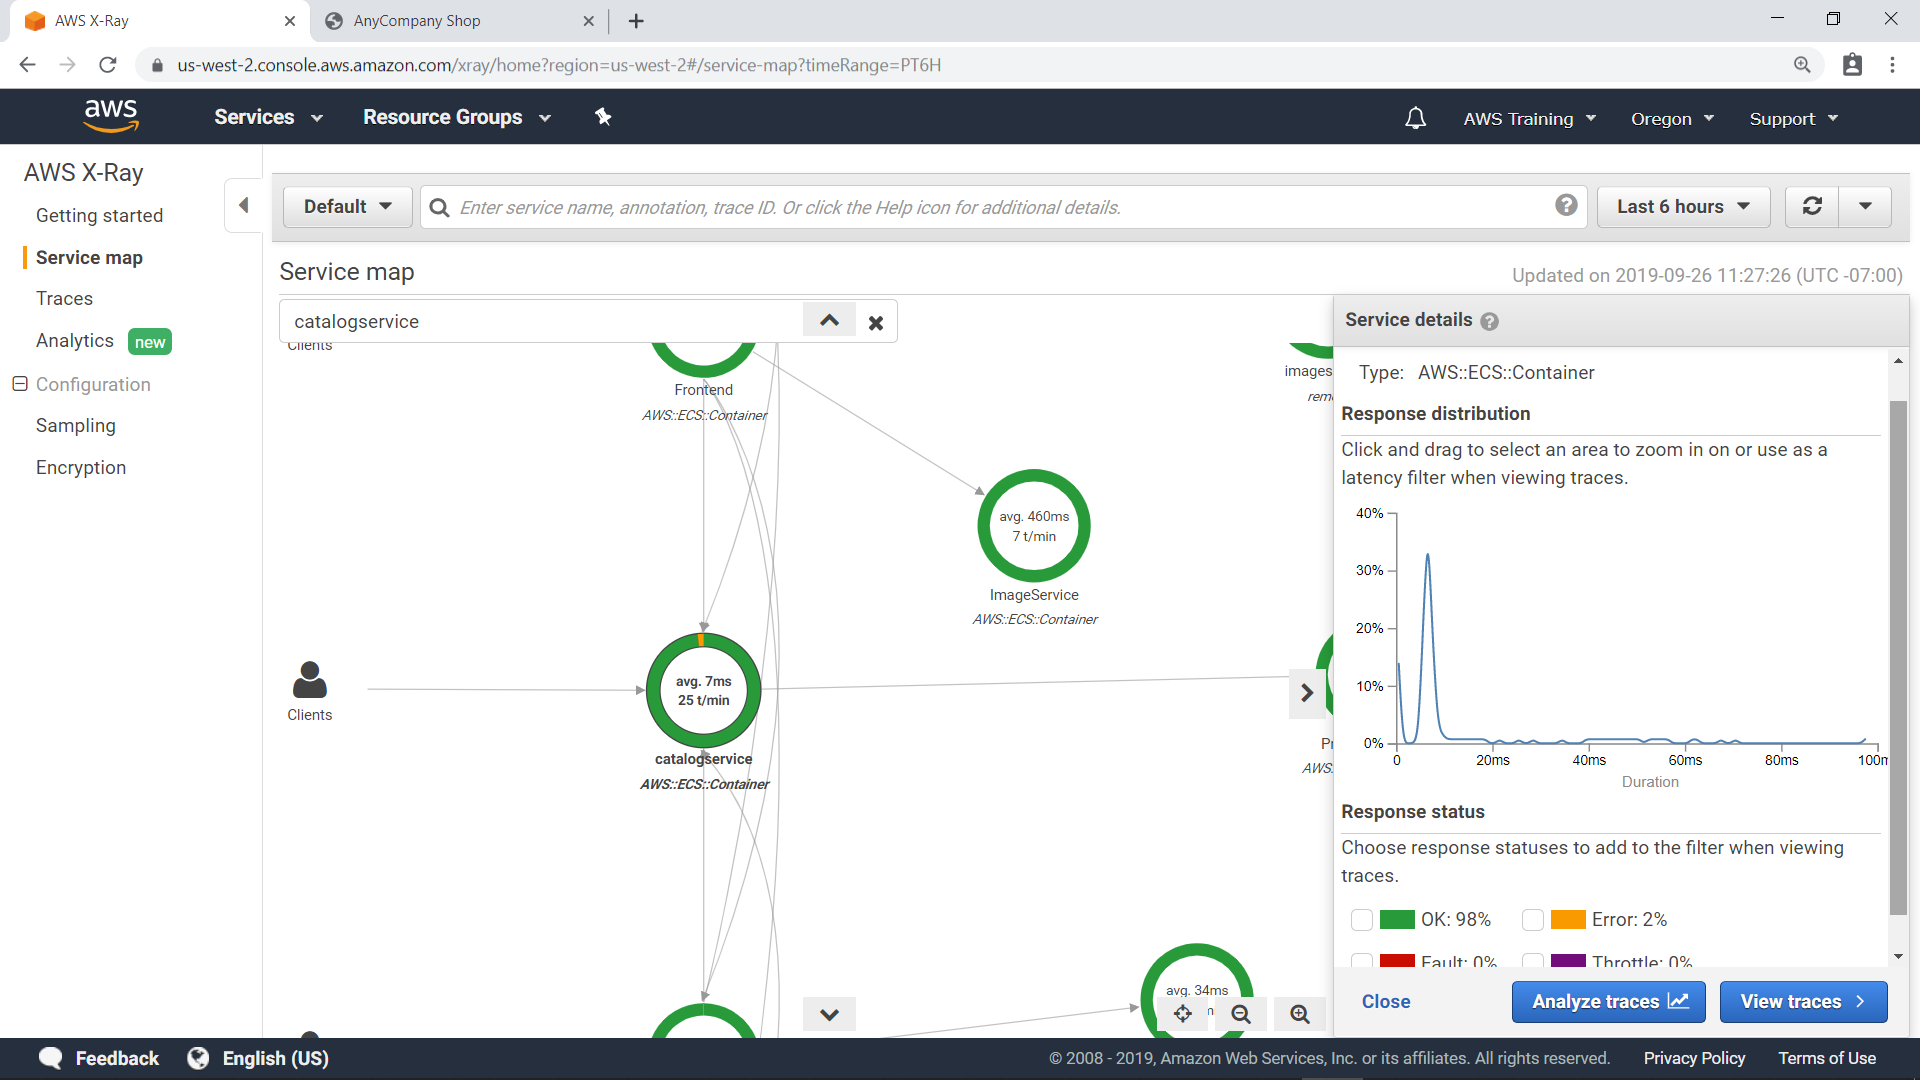 AWS X-Ray
AnyCompany Shop
us-west-2.console.aws.amazon.com/xray/home?region=us-west-2#/service-map?timeRange=PT6H
aws
Services
Resource Groups
AWS Training
Oregon
Support
AWS X-Ray
Getting started
Service map
Traces
Analytics new
Configuration
Sampling
Encryption
Default
Enter service name, annotation, trace ID. Or click the Help icon for additional details.
Last 6 hours
Service map
Updated on 2019-09-26 11:27:26 (UTC -07:00)
catalogservice
Clients
Frontend
AWS::ECS::Container
images
rem
avg. 460ms
7 t/min
ImageService
AWS::ECS::Container
avg. 7ms
25 t/min
catalogservice
AWS::ECS::Container
Clients
Pr
AWS:
avg. 34ms
Service details
Type: AWS::ECS::Container
Response distribution
Click and drag to select an area to zoom in on or use as a
latency filter when viewing traces.
40%
30%
20%
10%
0%
0 20ms 40ms 60ms 80ms 100m
Duration
Response status
Choose response statuses to add to the filter when viewing
traces.
OK: 98% Error: 2%
Fault: 0% Throttle: 0%
Close
Analyze traces
View traces
Feedback
English (US)
© 2008 - 2019, Amazon Web Services, Inc. or its affiliates. All rights reserved.
Privacy Policy
Terms of Use